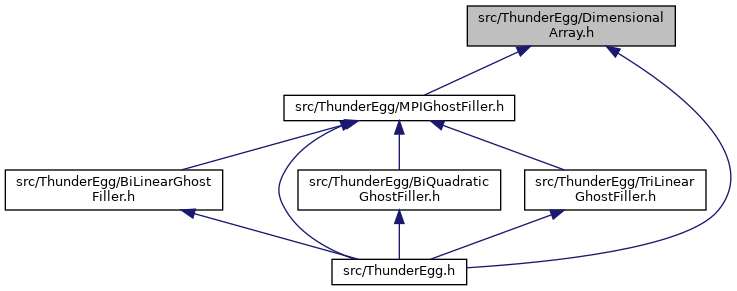 src/ThunderEgg/Dimensional
Array.h
src/ThunderEgg/MPIGhostFiller.h
src/ThunderEgg/BiLinearGhost
Filler.h
src/ThunderEgg/BiQuadratic
GhostFiller.h
src/ThunderEgg/TriLinear
GhostFiller.h
src/ThunderEgg.h